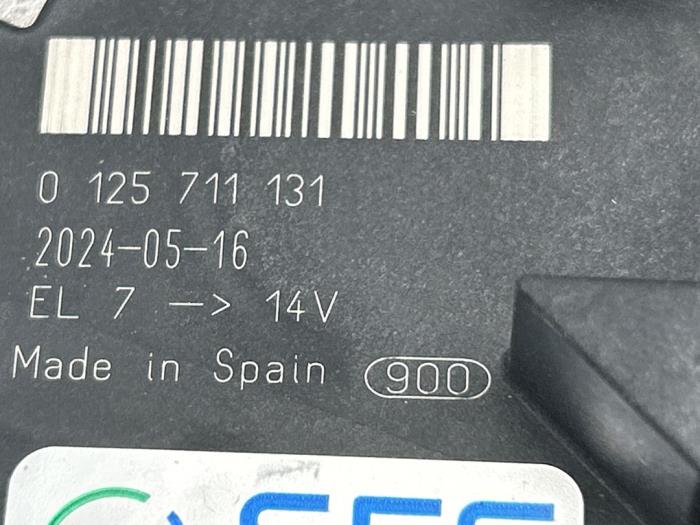 0 125 711 131
2024-05-16
EL 7 —> 14V
Made in Spain 900